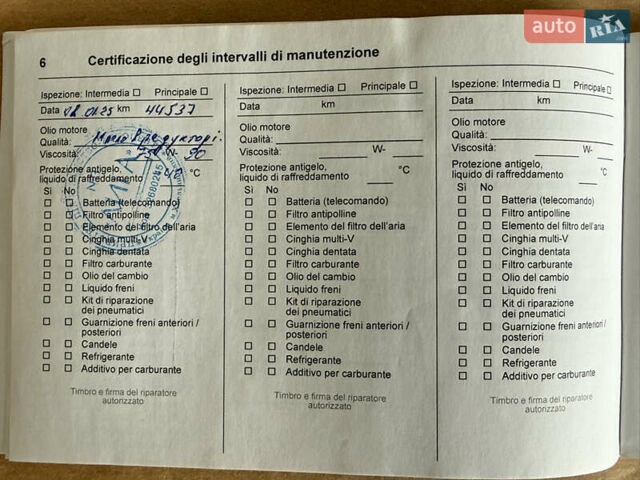 auto RIA.com
6 Certificazione degli intervalli di manutenzione
Ispezione: Intermedia ☐ Principale ☐
Data 01.25 km 44537
Olio motore
Qualità:
Viscosità: 75W-90
Protezione antigelo,
liquido di raffreddamento °C
Sì No
☐ ☐ Batteria (telecomando)
☐ ☐ Filtro antipolline
☐ ☐ Elemento del filtro dell'aria
☐ ☐ Cinghia multi-V
☐ ☐ Cinghia dentata
☐ ☐ Filtro carburante
☐ ☐ Olio del cambio
☐ ☐ Liquido freni
☐ ☐ Kit di riparazione
dei pneumatici
☐ ☐ Guarnizione freni anteriori /
posteriori
☐ ☐ Candele
☐ ☐ Refrigerante
☐ ☐ Additivo per carburante
Timbro e firma del riparatore
autorizzato
Ispezione: Intermedia ☐ Principale ☐
Data km
Olio motore
Qualità:
Viscosità: W-
Protezione antigelo,
liquido di raffreddamento °C
Sì No
☐ ☐ Batteria (telecomando)
☐ ☐ Filtro antipolline
☐ ☐ Elemento del filtro dell'aria
☐ ☐ Cinghia multi-V
☐ ☐ Cinghia dentata
☐ ☐ Filtro carburante
☐ ☐ Olio del cambio
☐ ☐ Liquido freni
☐ ☐ Kit di riparazione
dei pneumatici
☐ ☐ Guarnizione freni anteriori /
posteriori
☐ ☐ Candele
☐ ☐ Refrigerante
☐ ☐ Additivo per carburante
Timbro e firma del riparatore
autorizzato
Ispezione: Intermedia ☐ Principale ☐
Data km
Olio motore
Qualità:
Viscosità: W-
Protezione antigelo,
liquido di raffreddamento °C
Sì No
☐ ☐ Batteria (telecomando)
☐ ☐ Filtro antipolline
☐ ☐ Elemento del filtro dell'aria
☐ ☐ Cinghia multi-V
☐ ☐ Cinghia dentata
☐ ☐ Filtro carburante
☐ ☐ Olio del cambio
☐ ☐ Liquido freni
☐ ☐ Kit di riparazione
dei pneumatici
☐ ☐ Guarnizione freni anteriori /
posteriori
☐ ☐ Candele
☐ ☐ Refrigerante
☐ ☐ Additivo per carburante
Timbro e firma del riparatore
autorizzato